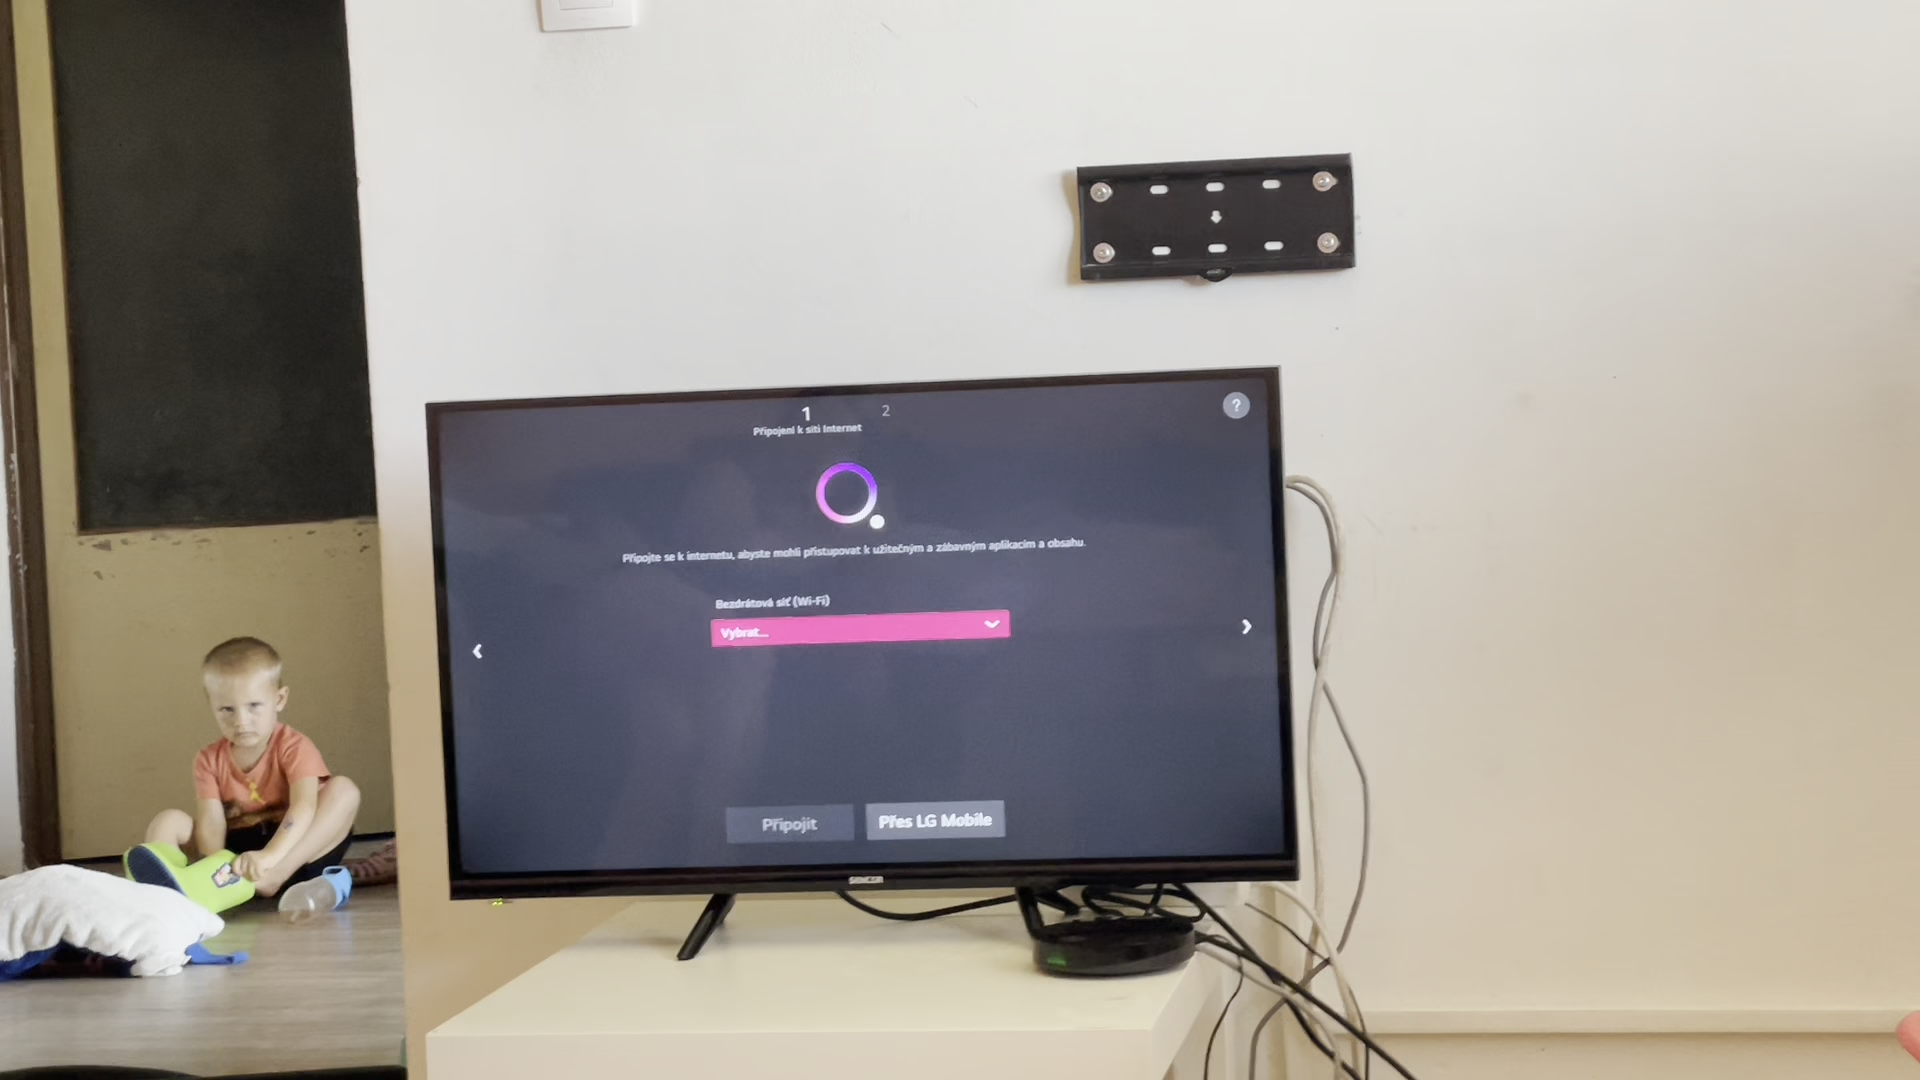 1
2
?
Připojení k síti Internet
Připojte se k internetu, abyste mohli přistupovat k užitečným a zábavným aplikacím a obsahu.
Bezdrátová síť (Wi-Fi)
Vybrat...
Připojit
Přes LG Mobile
SENCOR